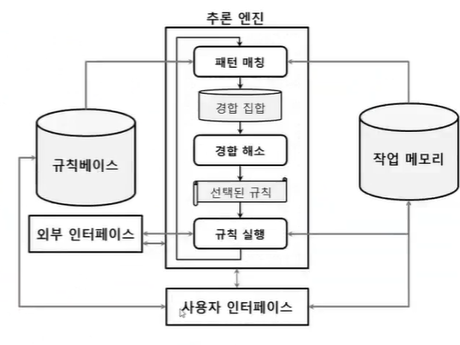 추론 엔진
패턴 매칭
경합 집합
규칙베이스
경합 해소
작업 메모리
선택된 규칙
외부 인터페이스
규칙 실행
사용자 인터페이스